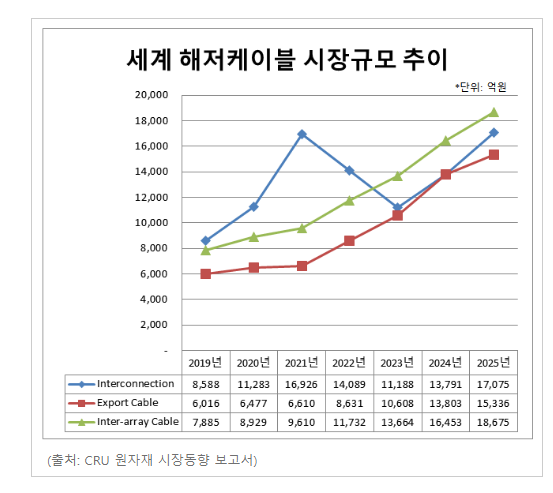 세계 해저케이블 시장규모 추이
*단위: 억원
20,000
18,000
16,000
14,000
12,000
10,000
8,000
6,000
4,000
2,000
-
2019년 2020년 2021년 2022년 2023년 2024년 2025년
Interconnection 8,588 11,283 16,926 14,089 11,188 13,791 17,075
Export Cable 6,016 6,477 6,610 8,631 10,608 13,803 15,336
Inter-array Cable 7,885 8,929 9,610 11,732 13,664 16,453 18,675
(출처: CRU 원자재 시장동향 보고서)